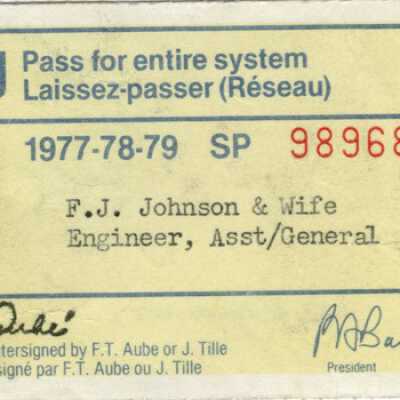 Pass for entire system
Laissez-passer (Réseau)
1977-78-79 SP 98968
F.J. Johnson & Wife
Engineer, Asst/General
tersigned by F.T. Aube or J. Tille
signé par F.T. Aube ou J. Tille
President